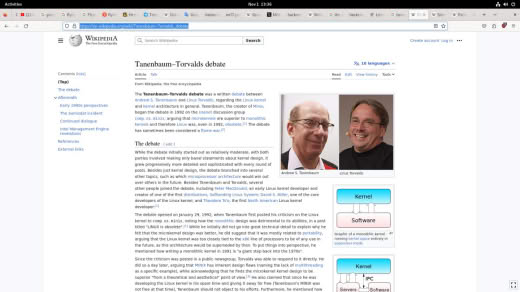 Activities
Nov 2 13:36
https://en.wikipedia.org/wiki/Tanenbaum–Torvalds_debate
WIKIPEDIA
The Free Encyclopedia
Search Wikipedia
Search
Create account Log in
Contents [hide]
(Top)
The debate
Aftermath
Early 1990s perspectives
The Samizdat incident
Continued dialogue
Intel Management Engine
revelations
References
External links
Tanenbaum–Torvalds debate
16 languages
Article Talk
Read Edit View history Tools
From Wikipedia, the free encyclopedia
The Tanenbaum–Torvalds debate was a written debate between
Andrew S. Tanenbaum and Linus Torvalds, regarding the Linux kernel
and kernel architecture in general. Tanenbaum, the creator of Minix,
began the debate in 1992 on the Usenet discussion group
comp.os.minix, arguing that microkernels are superior to monolithic
kernels and therefore Linux was, even in 1992, obsolete.[1] The debate
has sometimes been considered a flame war.[2]
Andrew S. Tanenbaum
Linus Torvalds
The debate [edit]
While the debate initially started out as relatively moderate, with both
parties involved making only banal statements about kernel design, it
grew progressively more detailed and sophisticated with every round of
posts. Besides just kernel design, the debate branched into several
other topics, such as which microprocessor architecture would win out
over others in the future. Besides Tanenbaum and Torvalds, several
other people joined the debate, including Peter MacDonald, an early Linux kernel developer and
creator of one of the first distributions, Softlanding Linux System; David S. Miller, one of the core
developers of the Linux kernel; and Theodore Ts'o, the first North American Linux kernel
developer.[3]
The debate opened on January 29, 1992, when Tanenbaum first posted his criticism on the Linux
kernel to comp.os.minix, noting how the monolithic design was detrimental to its abilities, in a post
titled "LINUX is obsolete".[1] While he initially did not go into great technical detail to explain why he
felt that the microkernel design was better, he did suggest that it was mostly related to portability,
arguing that the Linux kernel was too closely tied to the x86 line of processors to be of any use in
the future, as this architecture would be superseded by then. To put things into perspective, he
mentioned how writing a monolithic kernel in 1991 is "a giant step back into the 1970s".
Since the criticism was posted in a public newsgroup, Torvalds was able to respond to it directly. He
did so a day later, arguing that MINIX has inherent design flaws (naming the lack of multithreading
as a specific example), while acknowledging that he finds the microkernel kernel design to be
superior "from a theoretical and aesthetical" point of view.[4] He also claimed that since he was
developing the Linux kernel in his spare time and giving it away for free (Tanenbaum's MINIX was
not free at that time), Tanenbaum should not object to his efforts. Furthermore, he mentioned how
Kernel
Software
Graphic of a monolithic kernel
running kernel space entirely in
supervisor mode
Kernel
IPC
Servers
Software